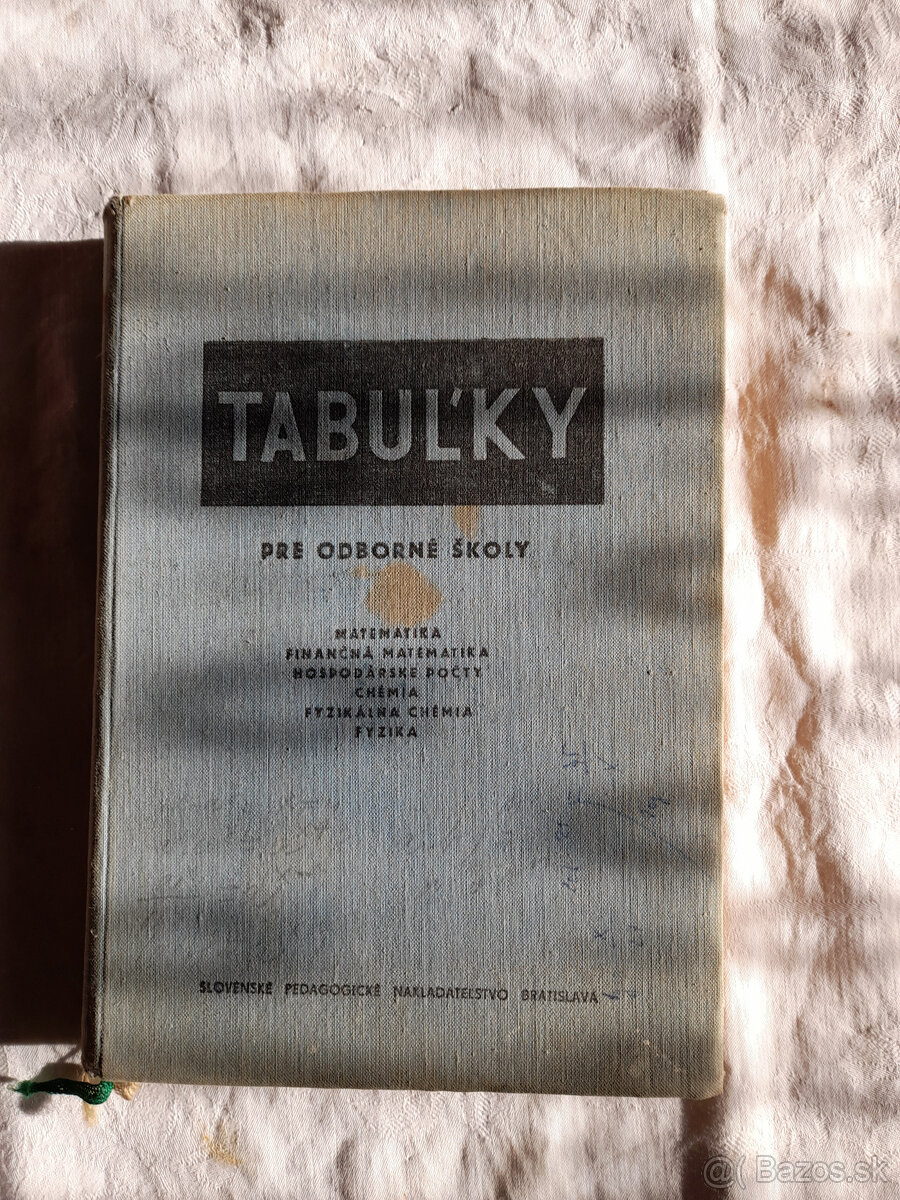 TABUĽKY
PRE ODBORNÉ ŠKOLY
MATEMATIKA
FINANČNÁ MATEMATIKA
HOSPODÁRSKE POČTY
CHÉMIA
FYZIKÁLNA CHÉMIA
FYZIKA
SLOVENSKÉ PEDAGOGICKÉ NAKLADATEĽSTVO BRATISLAVA
@( Bazos.sk